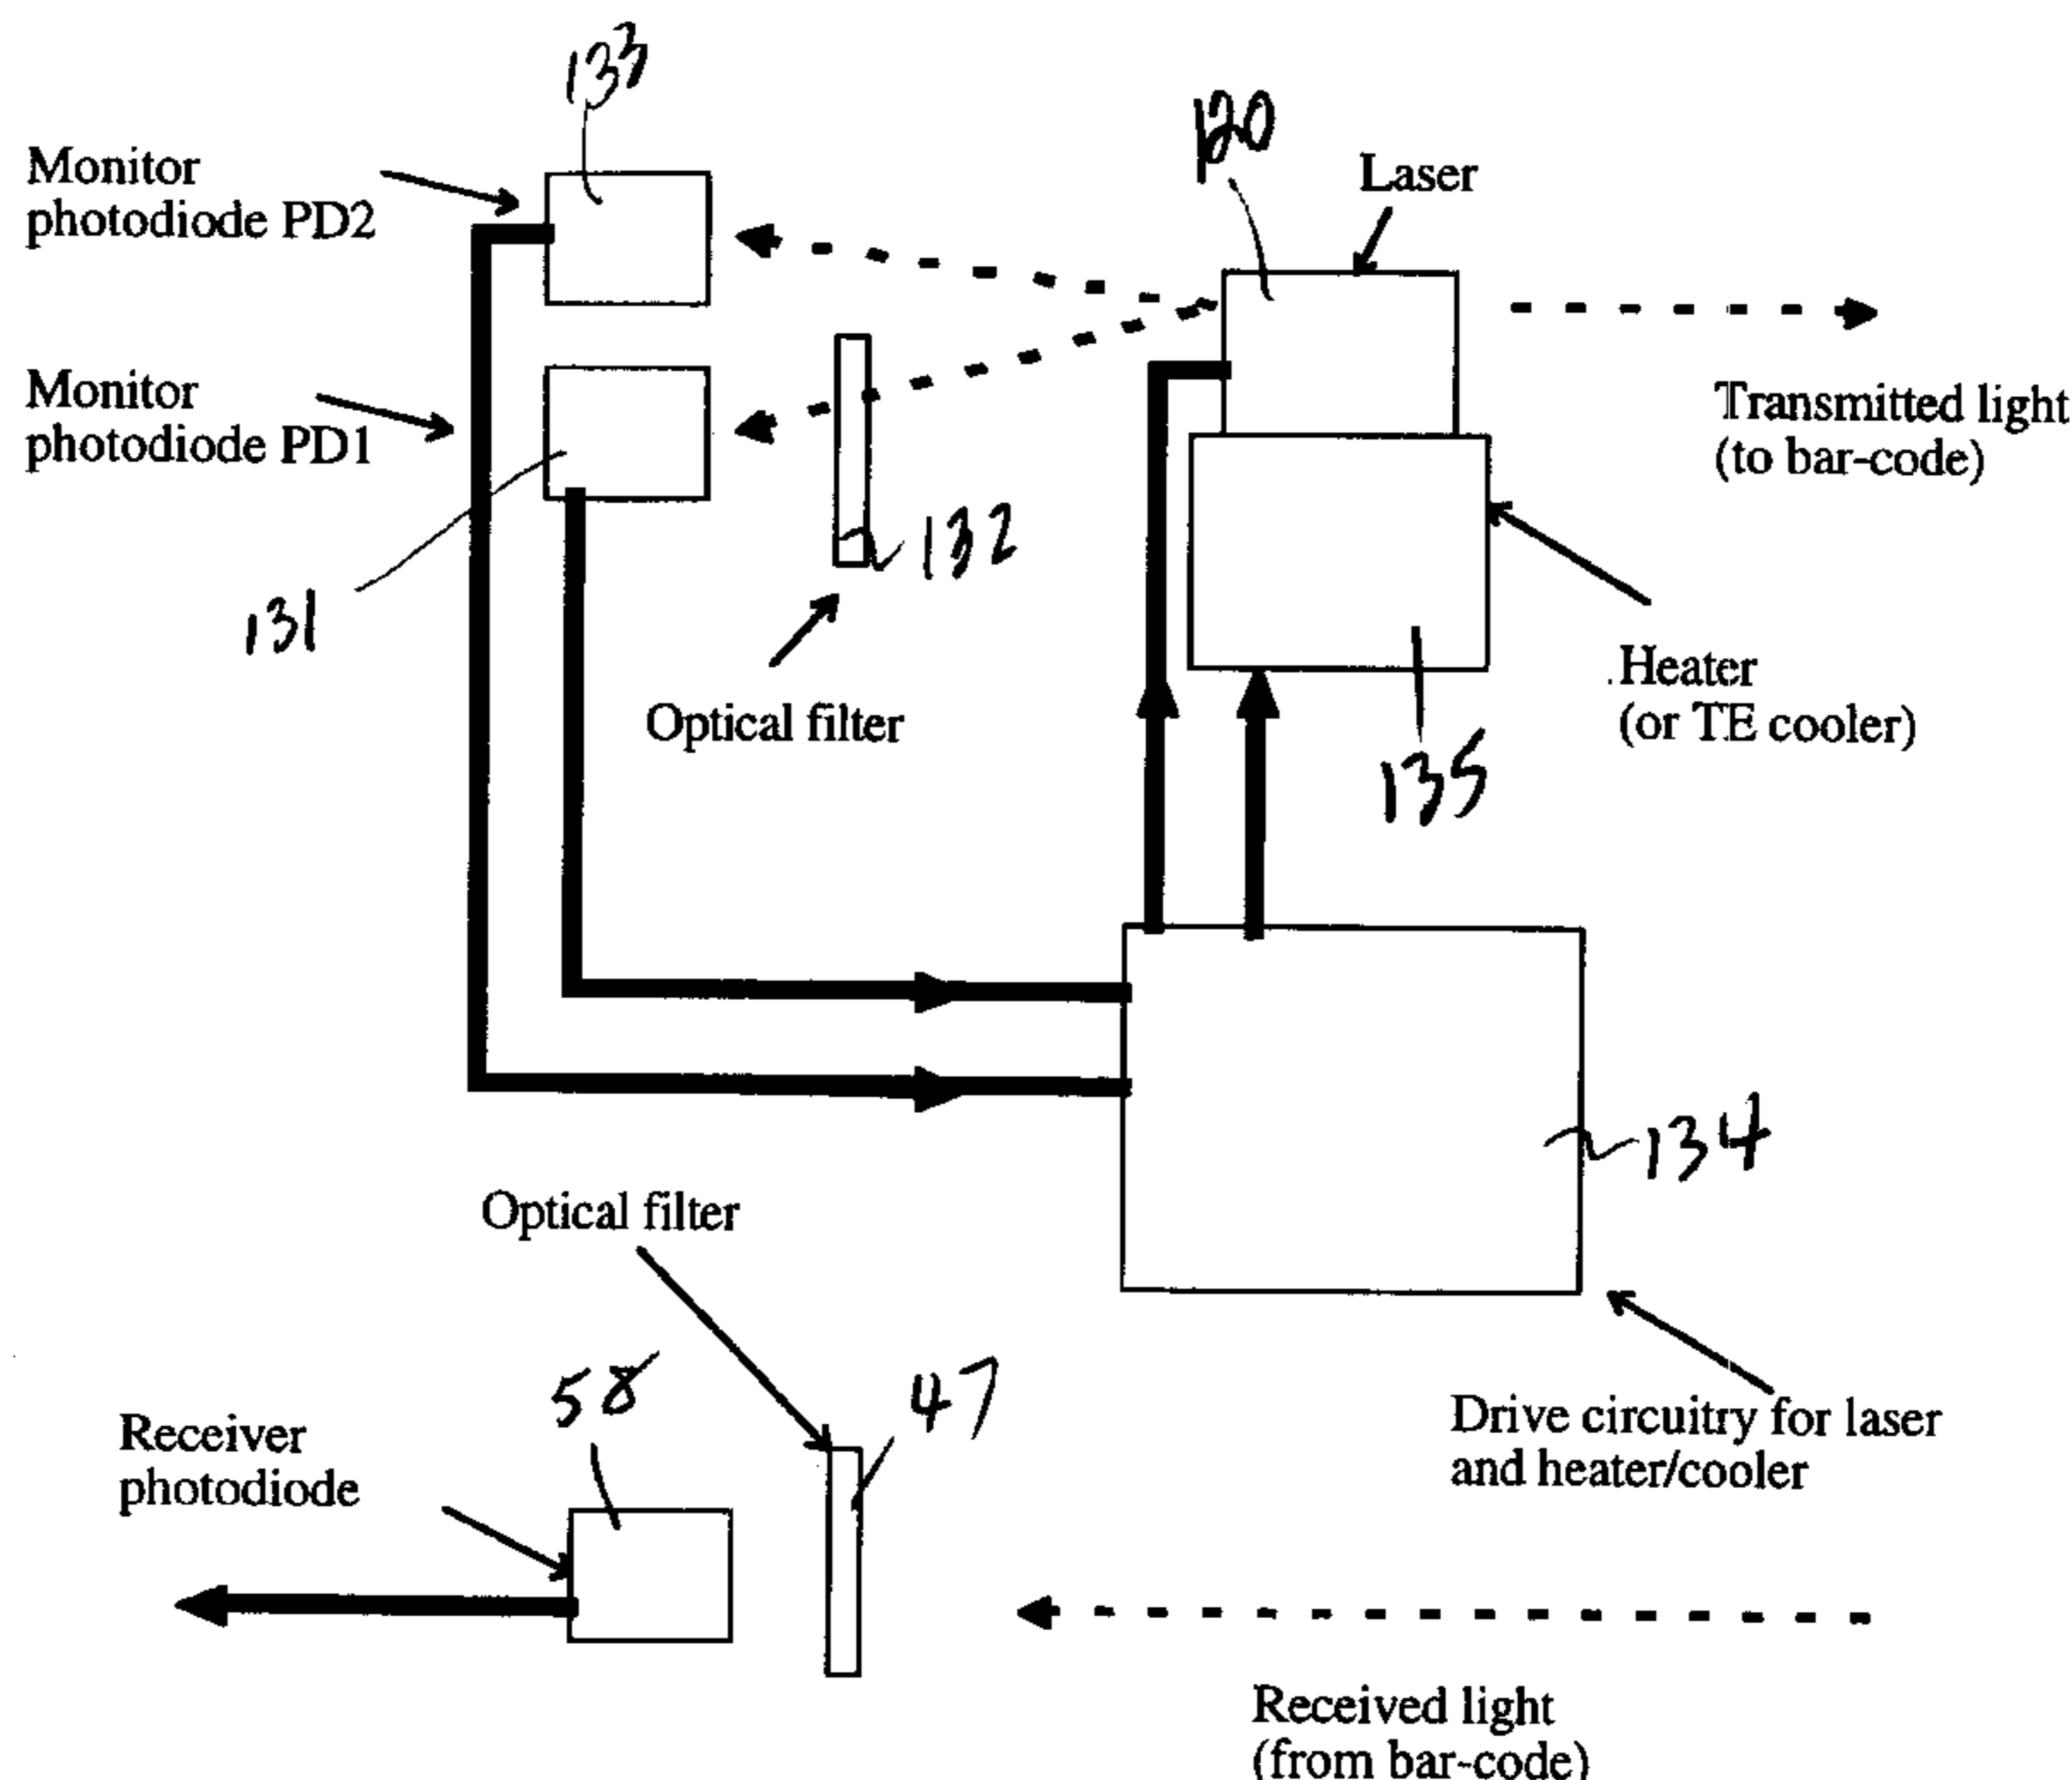 133
120
Monitor
photodiode PD2
Laser
Monitor
photodiode PD1
Transmitted light
(to bar-code)
132
131
Optical filter
Heater
(or TE cooler)
135
134
Optical filter
58
47
Receiver
photodiode
Drive circuitry for laser
and heater/cooler
Received light
(from bar-code)